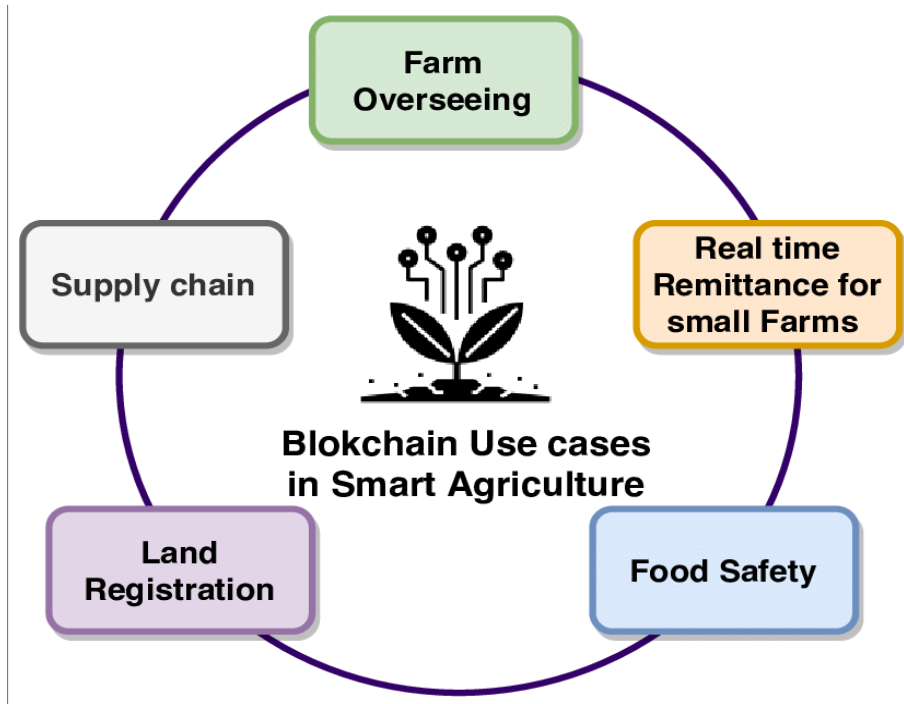 Farm
Overseeing
Supply chain
Real time
Remittance for
small Farms
Blokchain Use cases
in Smart Agriculture
Land
Registration
Food Safety